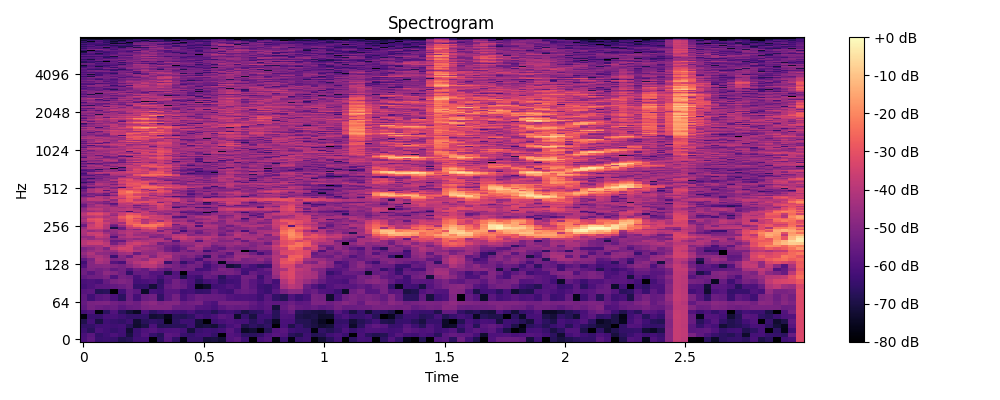 Spectrogram
Hz
4096
2048
1024
512
256
128
64
0
0
0.5
1
1.5
2
2.5
Time
+0 dB
-10 dB
-20 dB
-30 dB
-40 dB
-50 dB
-60 dB
-70 dB
-80 dB